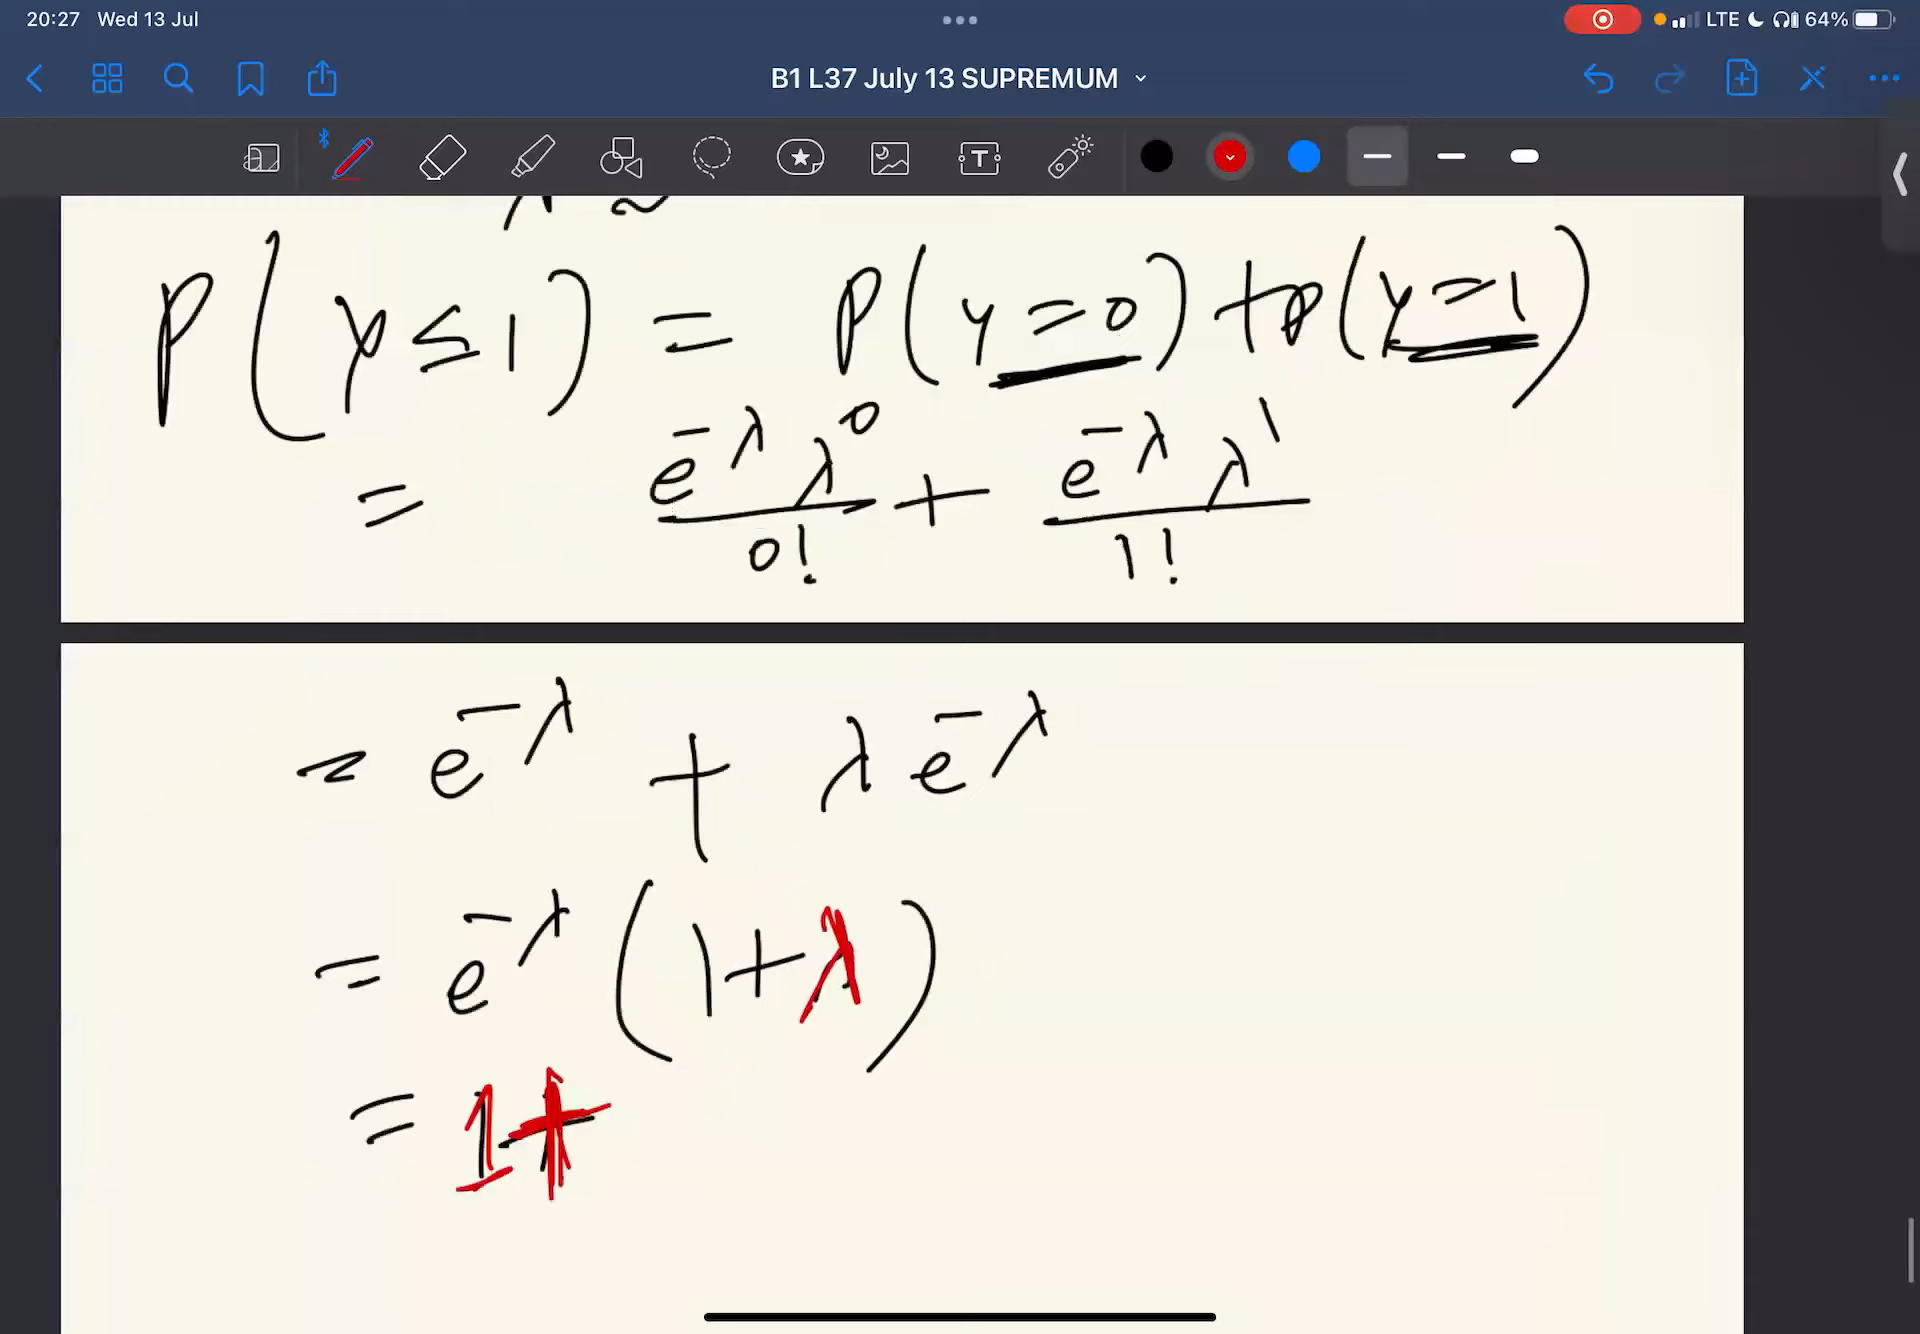 20:27 Wed 13 Jul
LTE 64%
B1 L37 July 13 SUPREMUM
P(Y≤1) = P(Y=0)+P(Y=1)
= e^-λ λ^0 / 0! + e^-λ λ^1 / 1!
= e^-λ + λ e^-λ
= e^-λ (1+λ)
= 1+